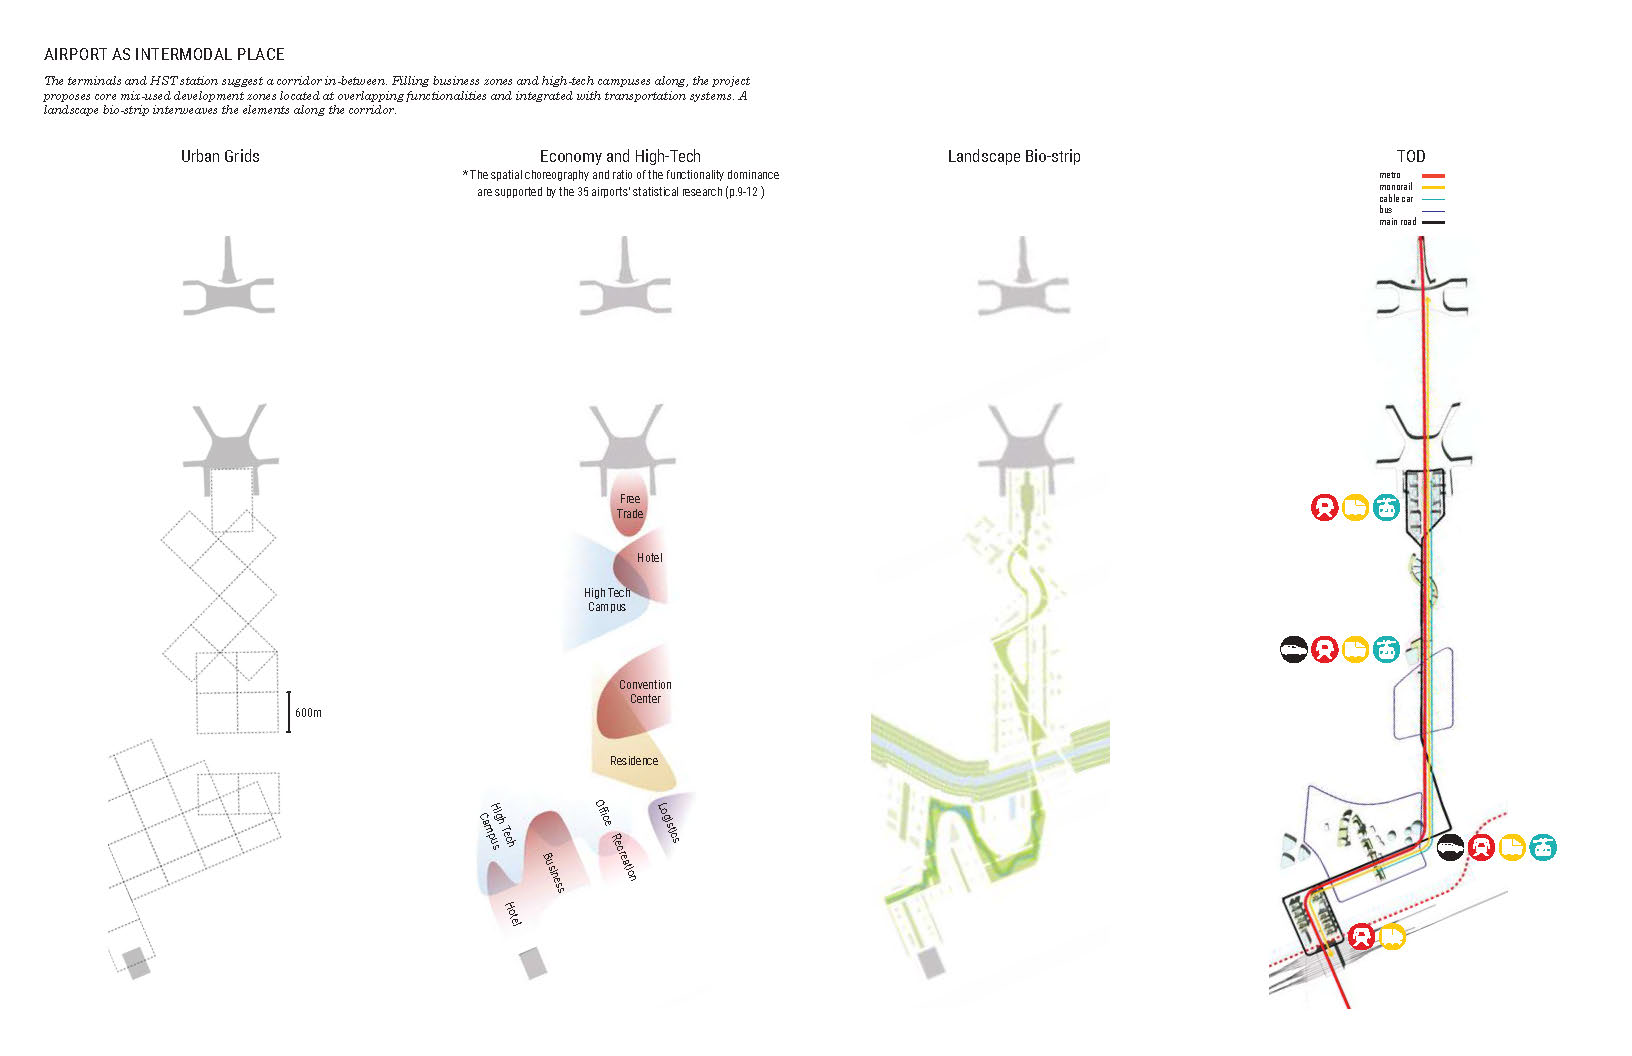 AIRPORT AS INTERMODAL PLACE
The terminals and HST station suggest a corridor in-between. Filling business zones and high-tech campuses along, the project
proposes core mix-used development zones located at overlapping functionalities and integrated with transportation systems. A
landscape bio-strip interweaves the elements along the corridor.
Urban Grids
600m
Economy and High-Tech
* The spatial choreography and ratio of the functionality dominance
are supported by the 35 airports' statistical research (p.9-12 )
Free
Trade
Hotel
High Tech
Campus
Convention
Center
Residence
High Tech
Campus
Business
Hotel
Office
Recreation
Logistics
Landscape Bio-strip
TOD
metro
monorail
cable car
bus
main road